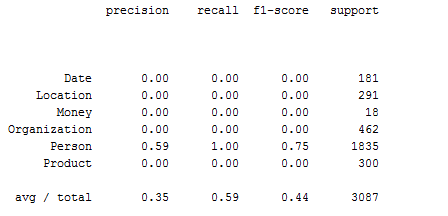 precision recall f1-score support
Date 0.00 0.00 0.00 181
Location 0.00 0.00 0.00 291
Money 0.00 0.00 0.00 18
Organization 0.00 0.00 0.00 462
Person 0.59 1.00 0.75 1835
Product 0.00 0.00 0.00 300
avg / total 0.35 0.59 0.44 3087